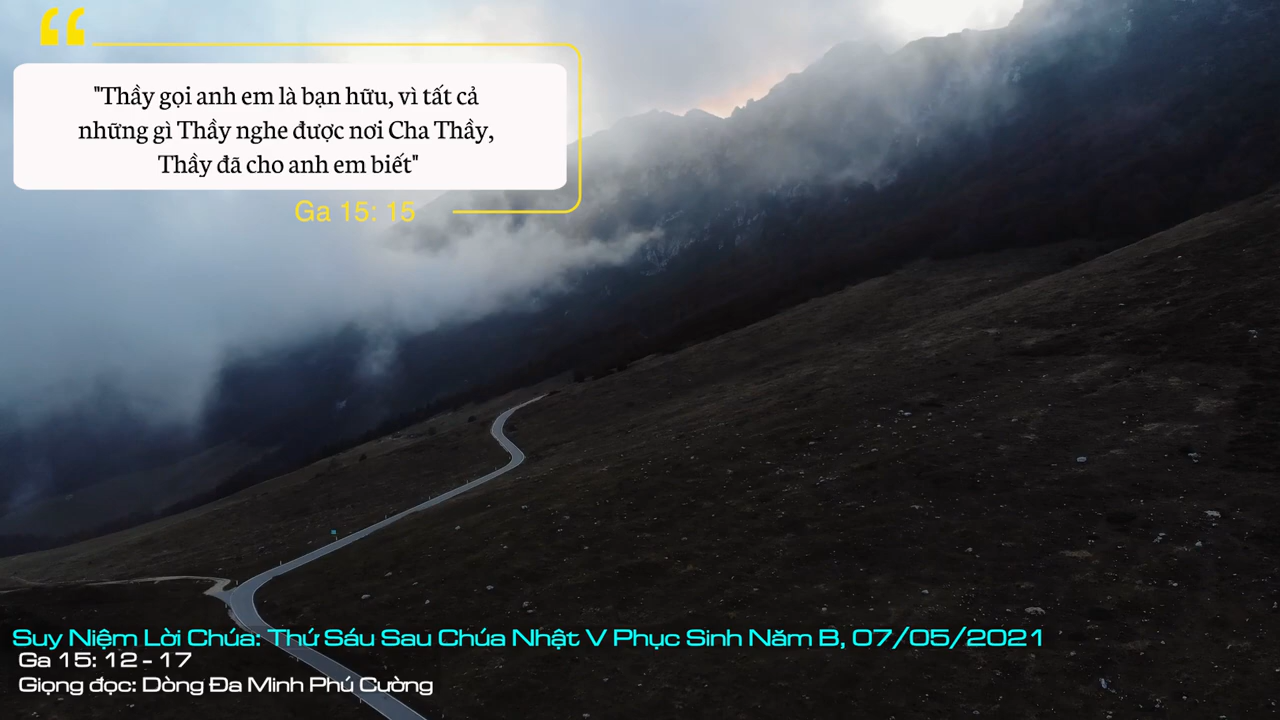 "Thầy gọi anh em là bạn hữu, vì tất cả
những gì Thầy nghe được nơi Cha Thầy,
Thầy đã cho anh em biết"
Ga 15: 15
Suy Niệm Lời Chúa: Thứ Sáu Sau Chúa Nhật V Phục Sinh Năm B, 07/05/2021
Ga 15: 12 - 17
Giọng đọc: Dòng Đa Minh Phú Cường